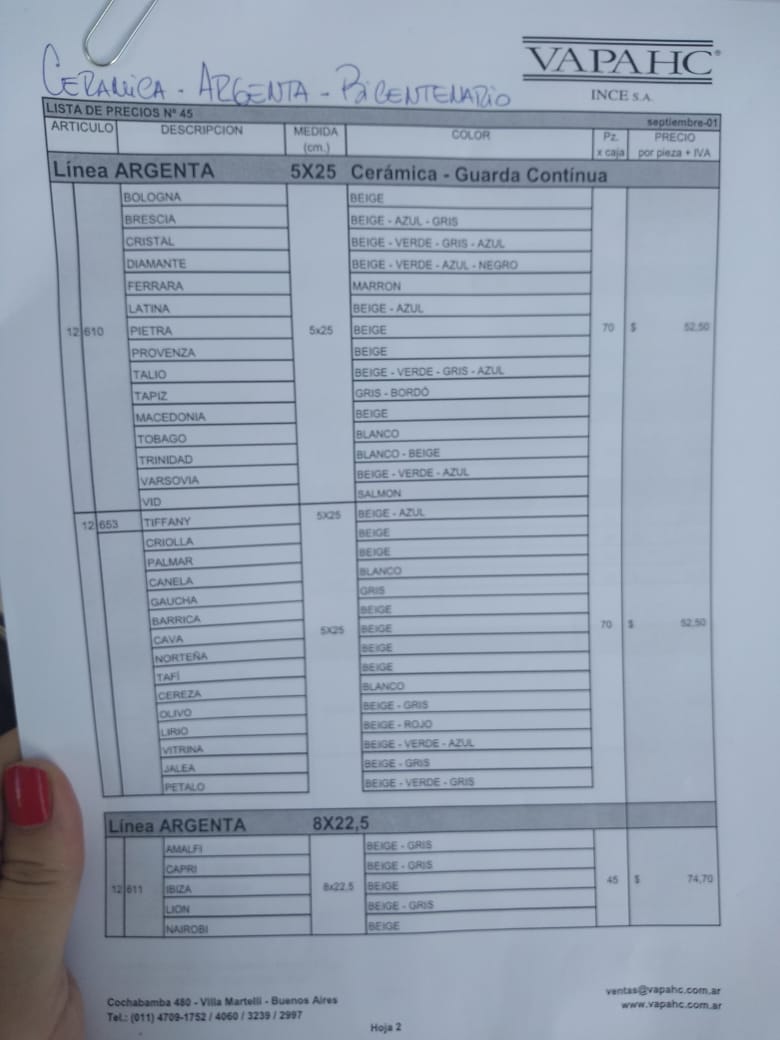 CERAMICA - ARGENTA - BICENTENARIO
VAPAHC®
INCE S.A.
LISTA DE PRECIOS Nº 45 septiembre-01
ARTICULO DESCRIPCION MEDIDA (cm.) COLOR Pz. x caja PRECIO por pieza + IVA
Línea ARGENTA 5X25 Cerámica - Guarda Contínua
BOLOGNA BEIGE
BRESCIA BEIGE - AZUL - GRIS
CRISTAL BEIGE - VERDE - GRIS - AZUL
DIAMANTE BEIGE - VERDE - AZUL - NEGRO
FERRARA MARRON
LATINA BEIGE - AZUL
12 610 PIETRA 5x25 BEIGE 70 $ 52,50
PROVENZA BEIGE
TALIO BEIGE - VERDE - GRIS - AZUL
TAPIZ GRIS - BORDÓ
MACEDONIA BEIGE
TOBAGO BLANCO
TRINIDAD BLANCO - BEIGE
VARSOVIA BEIGE - VERDE - AZUL
VID SALMON
12 653 TIFFANY 5X25 BEIGE - AZUL
CRIOLLA BEIGE
PALMAR BEIGE
CANELA BLANCO
GAUCHA GRIS
BARRICA BEIGE
CAVA 5X25 BEIGE 70 $ 52,50
NORTEÑA BEIGE
TAFÍ BEIGE
CEREZA BLANCO
OLIVO BEIGE - GRIS
LIRIO BEIGE - ROJO
VITRINA BEIGE - VERDE - AZUL
JALEA BEIGE - GRIS
PETALO BEIGE - VERDE - GRIS
Línea ARGENTA 8X22,5
AMALFI BEIGE - GRIS
CAPRI BEIGE - GRIS
12 611 IBIZA 8x22,5 BEIGE 45 $ 74,70
LION BEIGE - GRIS
NAIROBI BEIGE
Cochabamba 480 - Villa Martelli - Buenos Aires ventas@vapahc.com.ar
Tel.: (011) 4709-1752 / 4060 / 3239 / 2997 www.vapahc.com.ar
Hoja 2